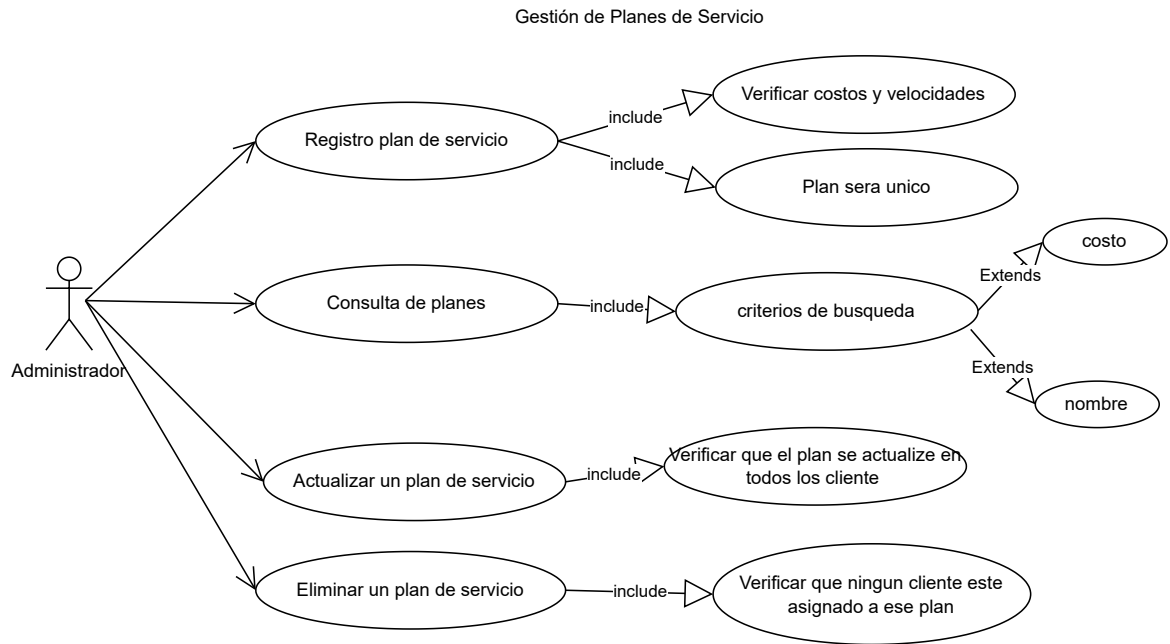 Gestión de Planes de Servicio
Verificar costos y velocidades
include
Registro plan de servicio
include
Plan sera unico
costo
Extends
Consulta de planes
include
criterios de busqueda
Administrador
Extends
nombre
Verificar que el plan se actualize en
todos los cliente
include
Actualizar un plan de servicio
Eliminar un plan de servicio
include
Verificar que ningun cliente este
asignado a ese plan